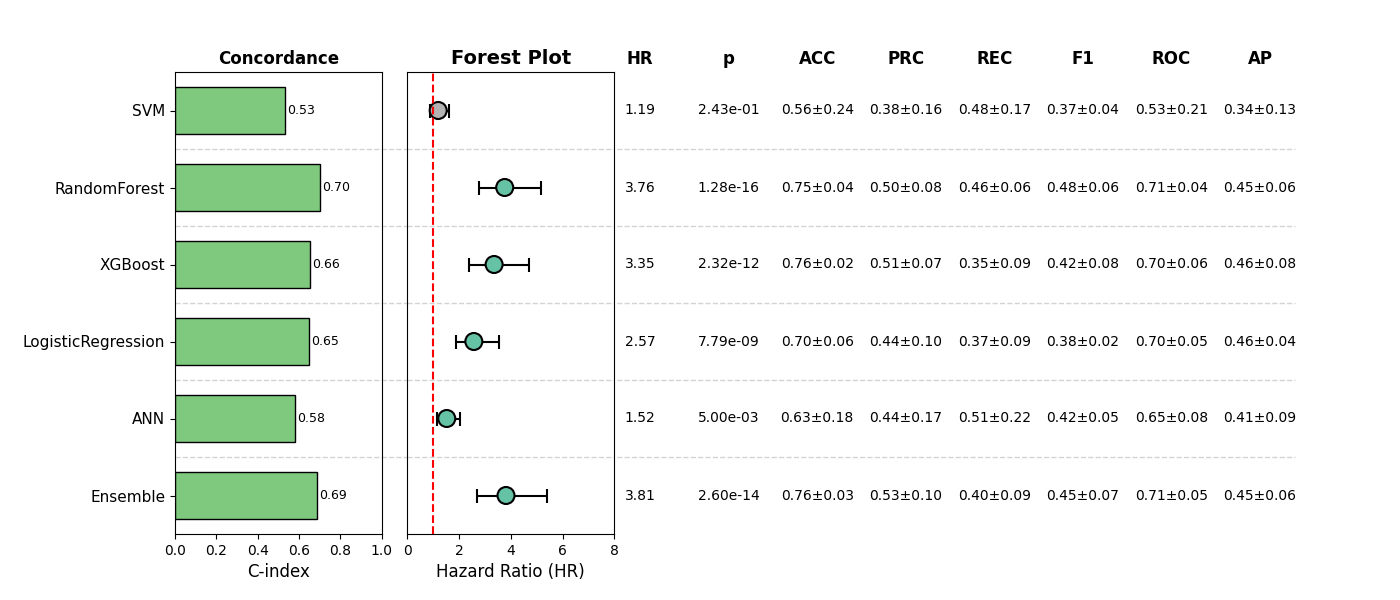 Concordance Forest Plot HR p ACC PRC REC F1 ROC AP
SVM 0.53 1.19 2.43e-01 0.56±0.24 0.38±0.16 0.48±0.17 0.37±0.04 0.53±0.21 0.34±0.13
RandomForest 0.70 3.76 1.28e-16 0.75±0.04 0.50±0.08 0.46±0.06 0.48±0.06 0.71±0.04 0.45±0.06
XGBoost 0.66 3.35 2.32e-12 0.76±0.02 0.51±0.07 0.35±0.09 0.42±0.08 0.70±0.06 0.46±0.08
LogisticRegression 0.65 2.57 7.79e-09 0.70±0.06 0.44±0.10 0.37±0.09 0.38±0.02 0.70±0.05 0.46±0.04
ANN 0.58 1.52 5.00e-03 0.63±0.18 0.44±0.17 0.51±0.22 0.42±0.05 0.65±0.08 0.41±0.09
Ensemble 0.69 3.81 2.60e-14 0.76±0.03 0.53±0.10 0.40±0.09 0.45±0.07 0.71±0.05 0.45±0.06
0.0 0.2 0.4 0.6 0.8 1.0 0 2 4 6 8
C-index Hazard Ratio (HR)